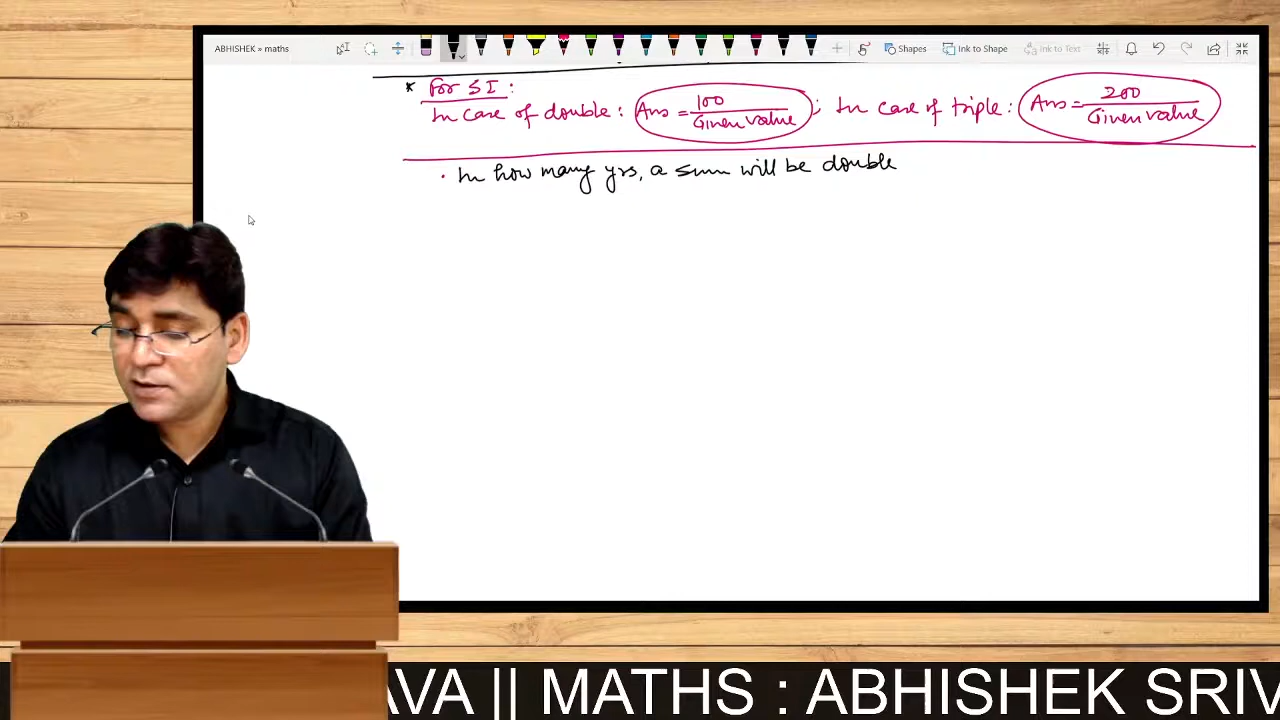 ABHISHEK » maths
Shapes
Ink to Shape
Ink to Text
* For SI :
In case of double : Ans = 100 / Given value ; In case of triple : Ans = 200 / Given value
· In how many yrs, a sum will be double
AVA || MATHS : ABHISHEK SRIV